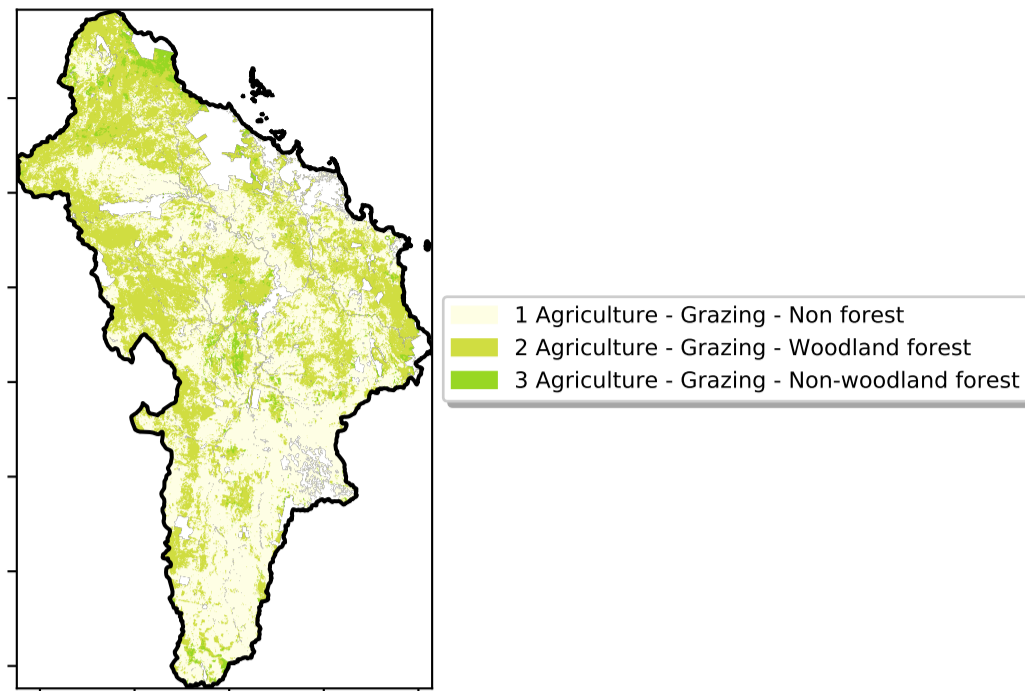 1 Agriculture - Grazing - Non forest
2 Agriculture - Grazing - Woodland forest
3 Agriculture - Grazing - Non-woodland forest